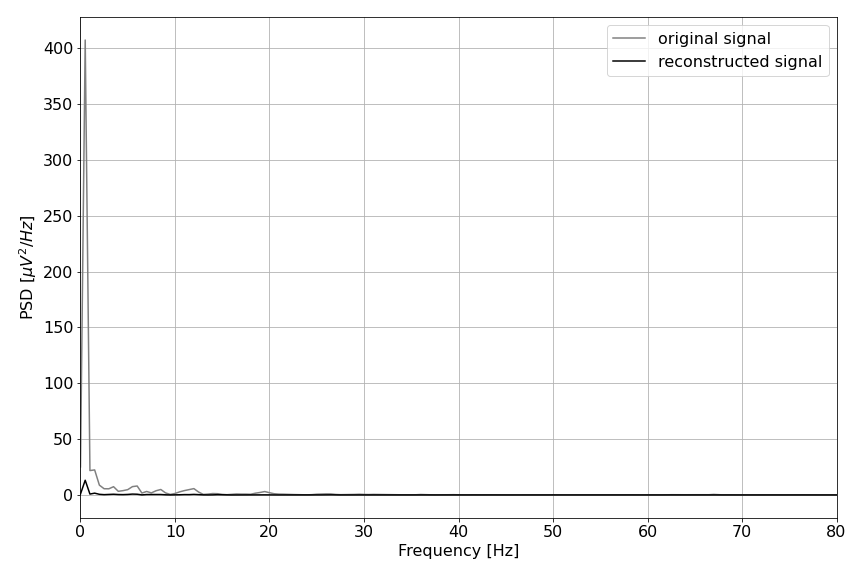 original signal
reconstructed signal
400
350
300
250
200
150
100
50
0
PSD [μV²/Hz]
0 10 20 30 40 50 60 70 80
Frequency [Hz]